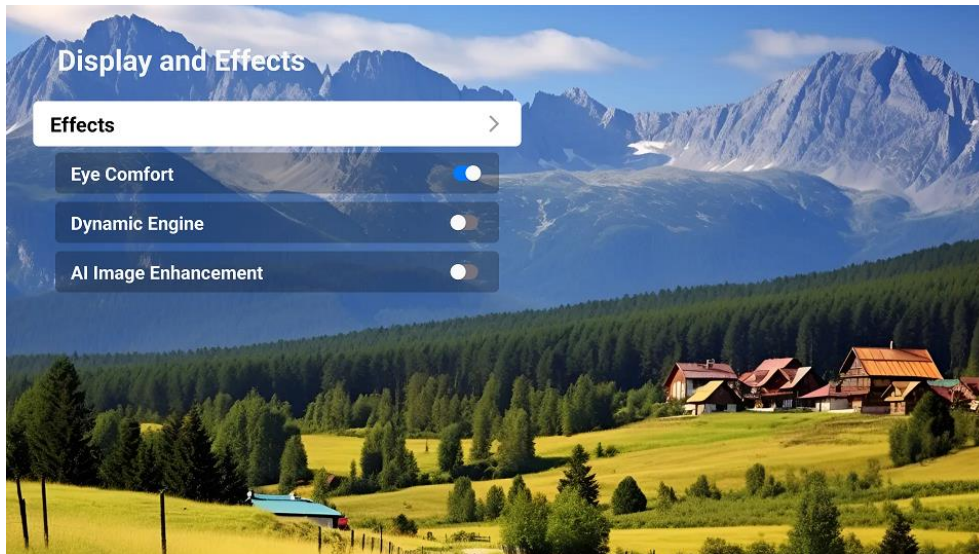 Display and Effects
Effects
Eye Comfort
Dynamic Engine
AI Image Enhancement